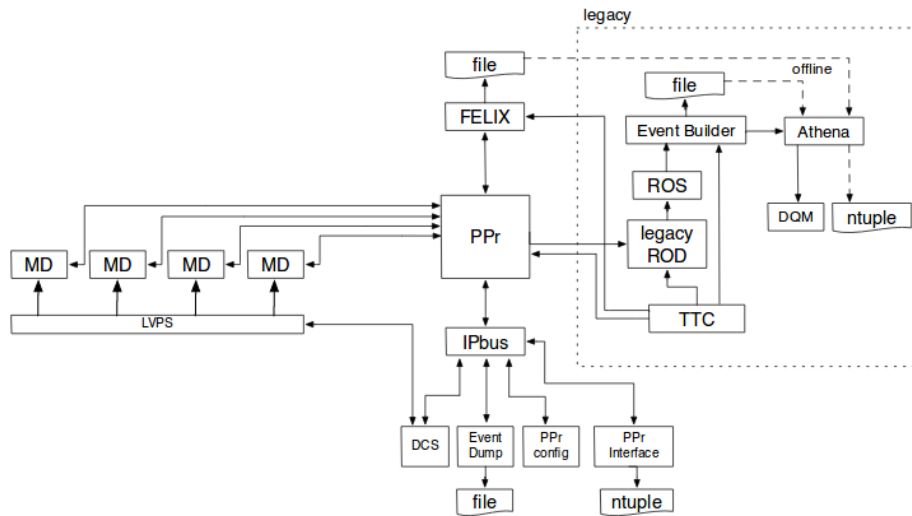 legacy
file
offline
file
FELIX
Event Builder
Athena
ROS
PPr
DQM
ntuple
legacy
ROD
MD
MD
MD
MD
LVPS
TTC
IPbus
DCS
Event
Dump
PPr
config
PPr
Interface
file
ntuple